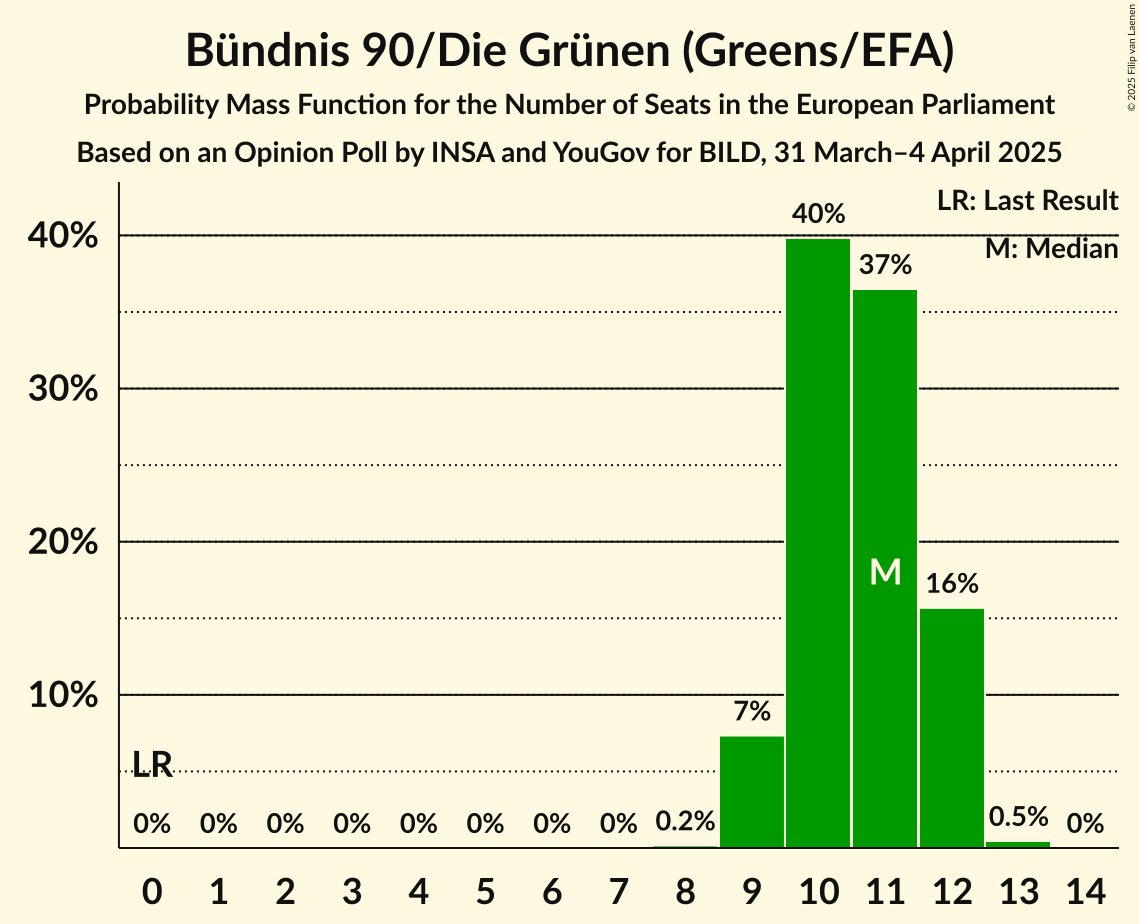 Bündnis 90/Die Grünen (Greens/EFA)
Probability Mass Function for the Number of Seats in the European Parliament
Based on an Opinion Poll by INSA and YouGov for BILD, 31 March–4 April 2025
© 2025 Filip van Laenen
LR: Last Result
M: Median
40%
30%
20%
10%
40%
37%
M
16%
7%
LR
0% 0% 0% 0% 0% 0% 0% 0% 0.2% 0.5% 0%
0 1 2 3 4 5 6 7 8 9 10 11 12 13 14